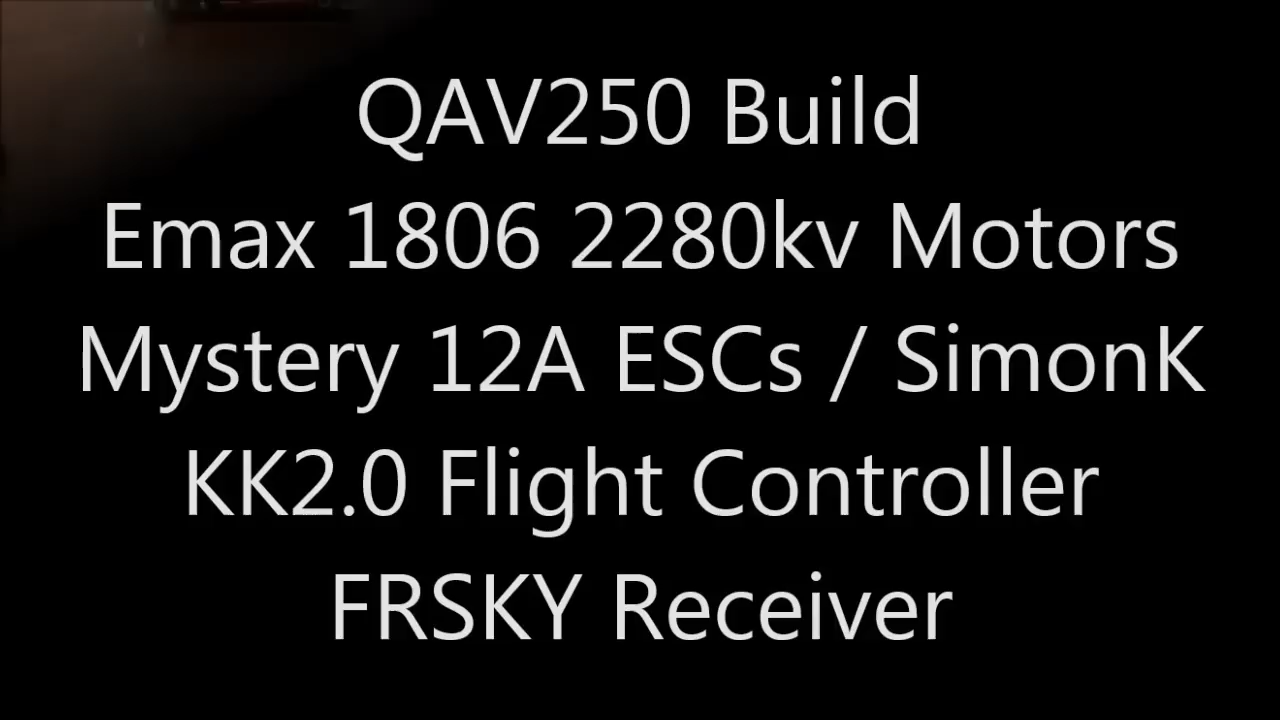 QAV250 Build
Emax 1806 2280kv Motors
Mystery 12A ESCs / SimonK
KK2.0 Flight Controller
FRSKY Receiver